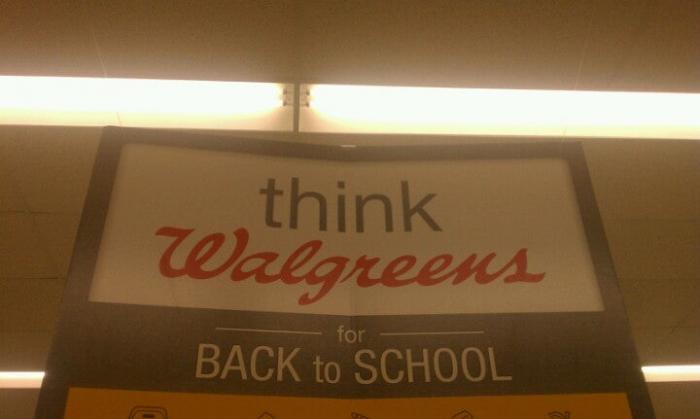 think
Walgreens
for
BACK to SCHOOL